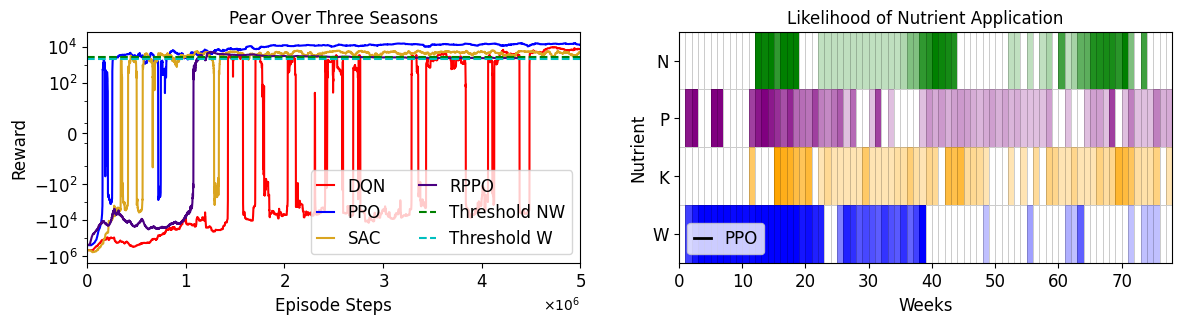 Pear Over Three Seasons
Reward
10^4
10^2
0
−10^2
−10^4
−10^6
DQN
PPO
SAC
RPPO
Threshold NW
Threshold W
0 1 2 3 4 5
Episode Steps
×10^6
Likelihood of Nutrient Application
Nutrient
N
P
K
W
PPO
0 10 20 30 40 50 60 70
Weeks